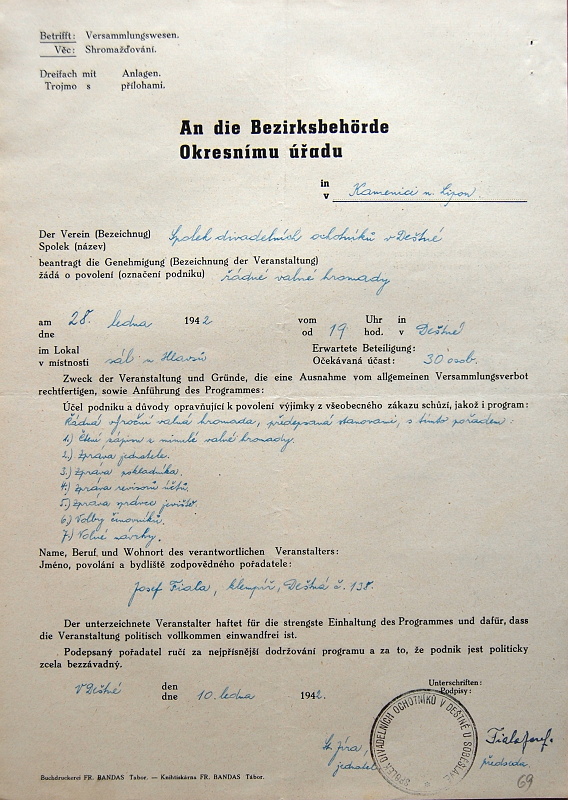 Betrifft: Versammlungswesen.
Věc: Shromažďování.
Dreifach mit Anlagen.
Trojmo s přílohami.
An die Bezirksbehörde
Okresnímu úřadu
in
v Kamenici n. Lipou
Der Verein (Bezeichnug) Spolek divadelních ochotníků v Deštné
Spolek (název)
beantragt die Genehmigung (Bezeichnung der Veranstaltung)
žádá o povolení (označení podniku) řádné valné hromady
am 28. ledna 1942 vom 19 Uhr in Deštné
dne od hod. v
im Lokal Erwartete Beteiligung:
v místnosti sál u Hlavsů Očekávaná účast: 30 osob.
Zweck der Veranstaltung und Gründe, die eine Ausnahme vom allgemeinen Versammlungsverbot
rechtfertigen, sowie Anführung des Programmes:
Účel podniku a důvody opravňující k povolení výjimky z všeobecného zákazu schůzí, jakož i program:
Řádná výroční valná hromada, předepsaná stanovami, s tímto pořadem:
1.) Čtení zápisu z minulé valné hromady.
2.) Zpráva jednatele.
3.) Zpráva pokladníka.
4.) Zpráva revisorů účtů.
5.) Zpráva správce jeviště.
6.) Volby činovníků.
7.) Volné návrhy.
Name, Beruf, und Wohnort des verantwortlichen Veranstalters:
Jméno, povolání a bydliště zodpovědného pořadatele:
Josef Fiala, klempíř, Deštná č. 138.
Der unterzeichnete Veranstalter haftet für die strengste Einhaltung des Programmes und dafür, dass
die Veranstaltung politisch vollkommen einwandfrei ist.
Podepsaný pořadatel ručí za nejpřísnější dodržování programu a za to, že podnik jest politicky
zcela bezzávadný.
V Deštné den 10. ledna 1942.
dne
Unterschriften:
Podpisy:
SPOLEK DIVADELNÍCH OCHOTNÍKŮ V DEŠTNÉ U SOBĚSLAVĚ
St. Jíra, Fiala Josef.
jednatel předseda.
69
Buchdruckerei FR. BANDAS Tabor. — Knihtiskárna FR. BANDAS Tábor.